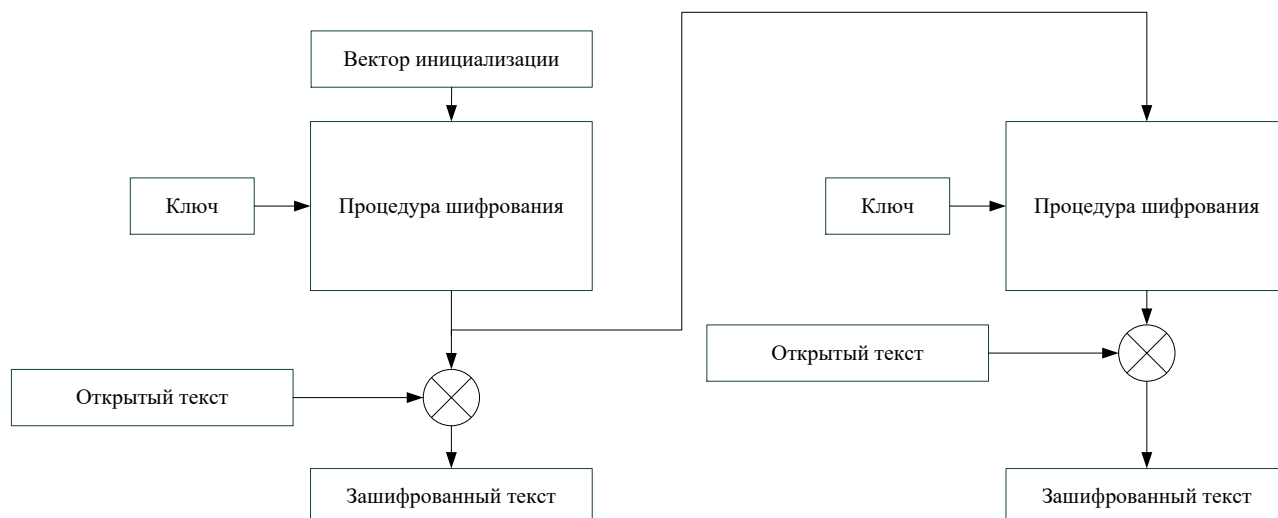 Вектор инициализации
Ключ
Процедура шифрования
Ключ
Процедура шифрования
Открытый текст
Открытый текст
Зашифрованный текст
Зашифрованный текст